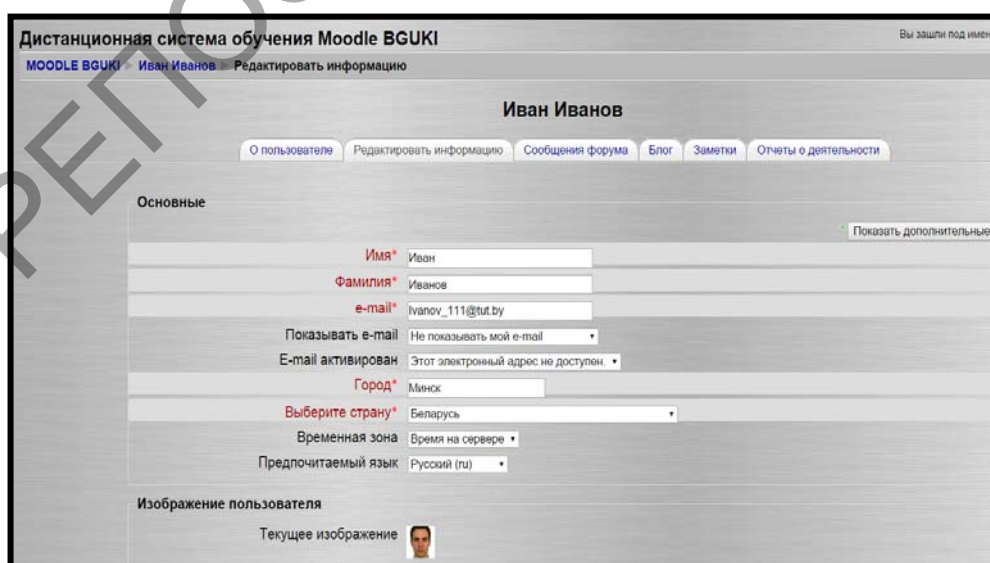 Дистанционная система обучения Moodle BGUKI
Вы зашли под имен
MOODLE BGUKI ► Иван Иванов ► Редактировать информацию
Иван Иванов
О пользователе Редактировать информацию Сообщения форума Блог Заметки Отчеты о деятельности
Основные
* Показать дополнительные
Имя* Иван
Фамилия* Иванов
e-mail* Ivanov_111@tut.by
Показывать e-mail Не показывать мой e-mail
E-mail активирован Этот электронный адрес не доступен.
Город* Минск
Выберите страну* Беларусь
Временная зона Время на сервере
Предпочитаемый язык Русский (ru)
Изображение пользователя
Текущее изображение